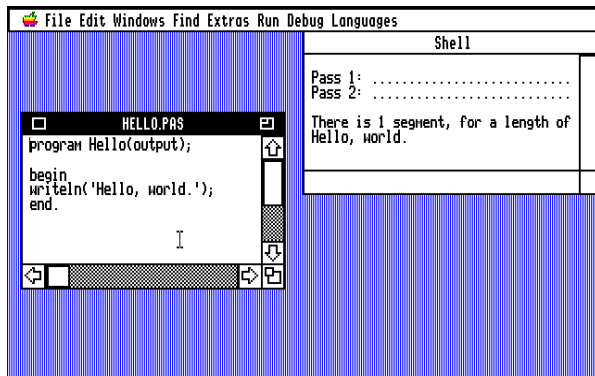 File Edit Windows Find Extras Run Debug Languages
Shell
Pass 1: ..........................
Pass 2: ..........................
There is 1 segment, for a length of
Hello, world.
HELLO.PAS
program Hello(output);
begin
writeln('Hello, world.');
end.